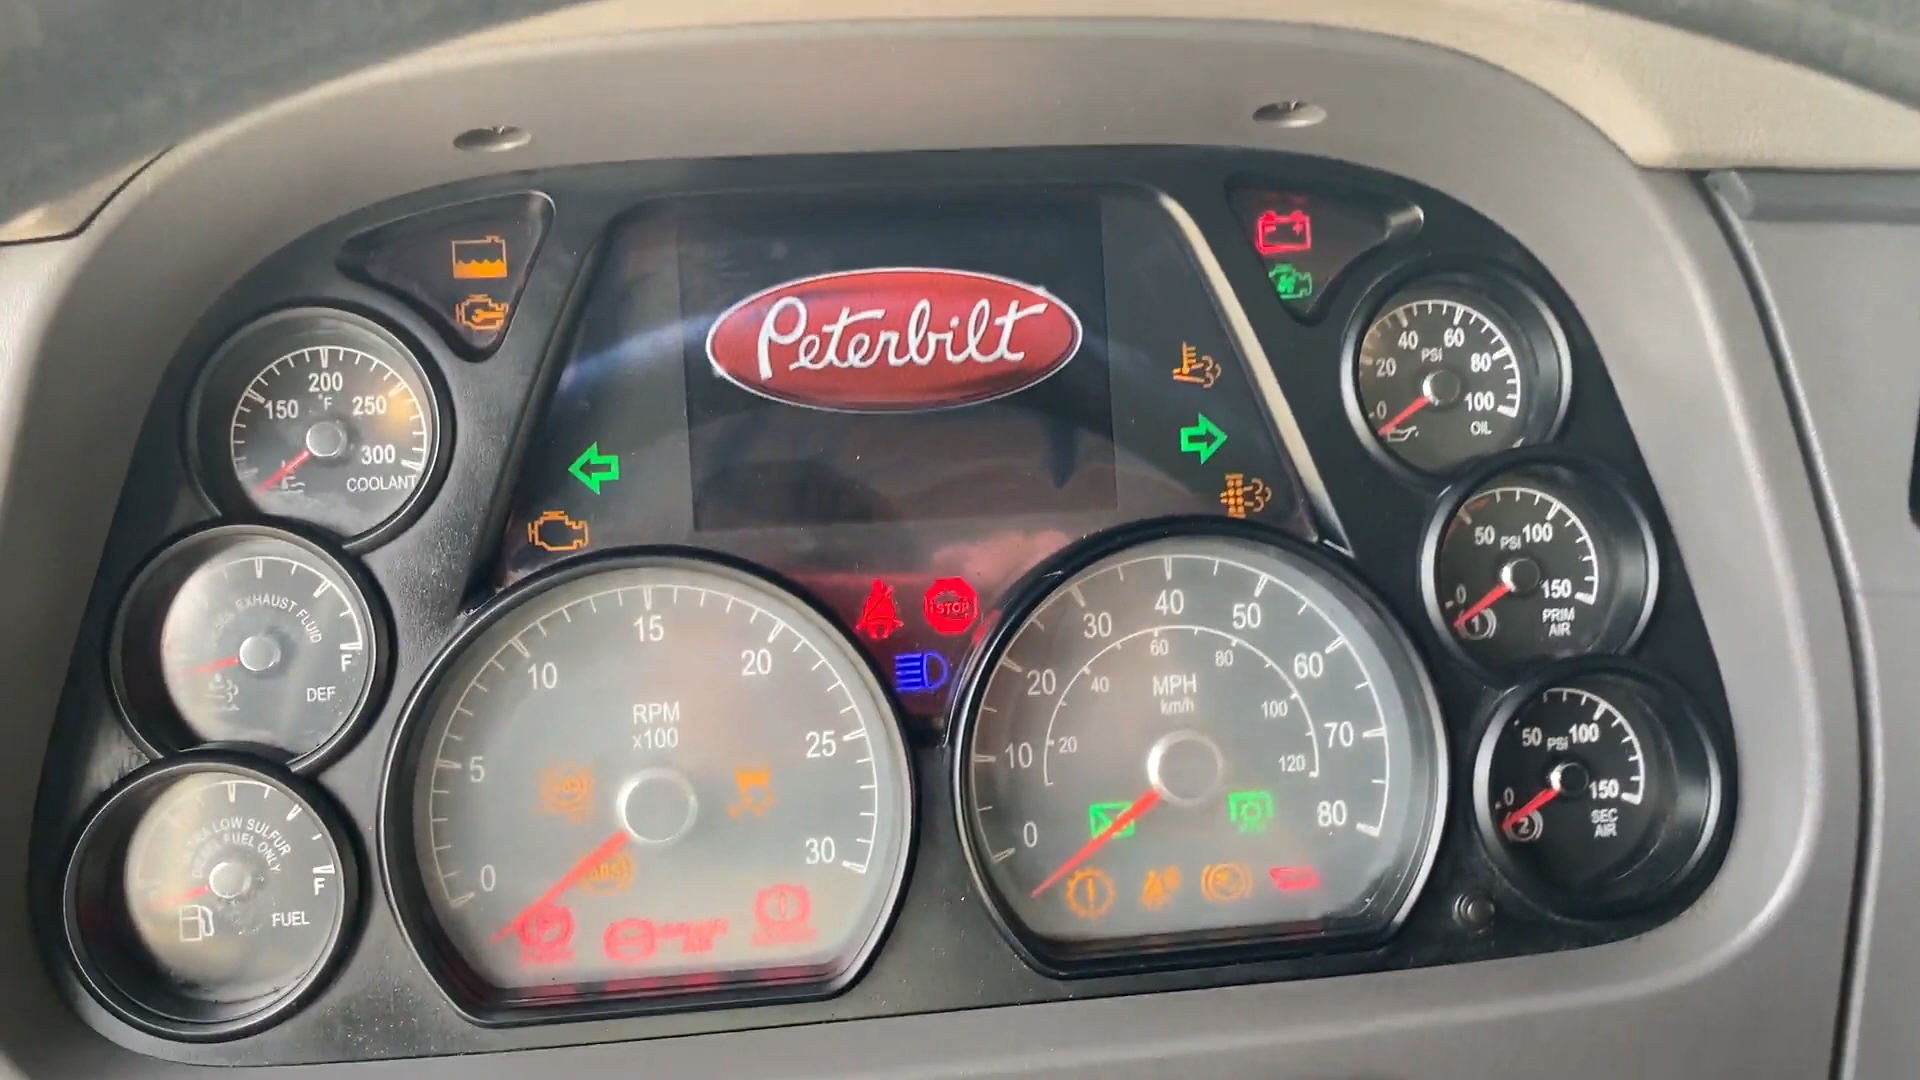 Peterbilt
200
°F
150 250
300
COOLANT
EXHAUST FLUID
F
DEF
LOW SULFUR
FUEL ONLY
F
FUEL
15
10 20
RPM
x100
5 25
0 30
ABS
STOP
40
30 50
20 60
10 70
0 80
60
40 80
20 100
120
MPH
km/h
40 60
20 PSI 80
0 100
OIL
50 PSI 100
0 150
1
PRIM
AIR
50 PSI 100
0 150
2
SEC
AIR